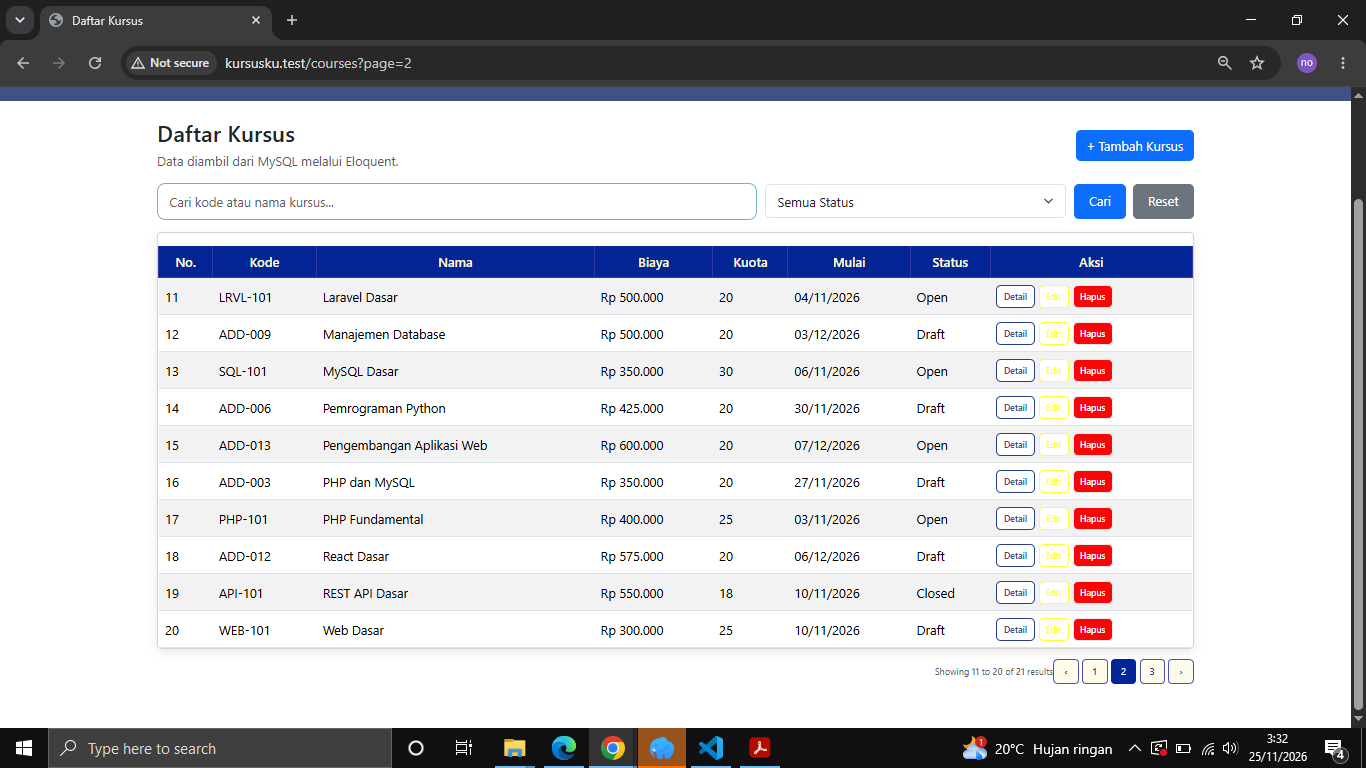 Daftar Kursus
Not secure kursusku.test/courses?page=2 no
Daftar Kursus
+ Tambah Kursus
Data diambil dari MySQL melalui Eloquent.
Cari kode atau nama kursus... Semua Status Cari Reset
No. Kode Nama Biaya Kuota Mulai Status Aksi
11 LRVL-101 Laravel Dasar Rp 500.000 20 04/11/2026 Open Detail Edit Hapus
12 ADD-009 Manajemen Database Rp 500.000 20 03/12/2026 Draft Detail Edit Hapus
13 SQL-101 MySQL Dasar Rp 350.000 30 06/11/2026 Open Detail Edit Hapus
14 ADD-006 Pemrograman Python Rp 425.000 20 30/11/2026 Draft Detail Edit Hapus
15 ADD-013 Pengembangan Aplikasi Web Rp 600.000 20 07/12/2026 Open Detail Edit Hapus
16 ADD-003 PHP dan MySQL Rp 350.000 20 27/11/2026 Draft Detail Edit Hapus
17 PHP-101 PHP Fundamental Rp 400.000 25 03/11/2026 Open Detail Edit Hapus
18 ADD-012 React Dasar Rp 575.000 20 06/12/2026 Draft Detail Edit Hapus
19 API-101 REST API Dasar Rp 550.000 18 10/11/2026 Closed Detail Edit Hapus
20 WEB-101 Web Dasar Rp 300.000 25 10/11/2026 Draft Detail Edit Hapus
Showing 11 to 20 of 21 results ‹ 1 2 3 ›
Type here to search 1 20°C Hujan ringan 3:32
25/11/2026 4